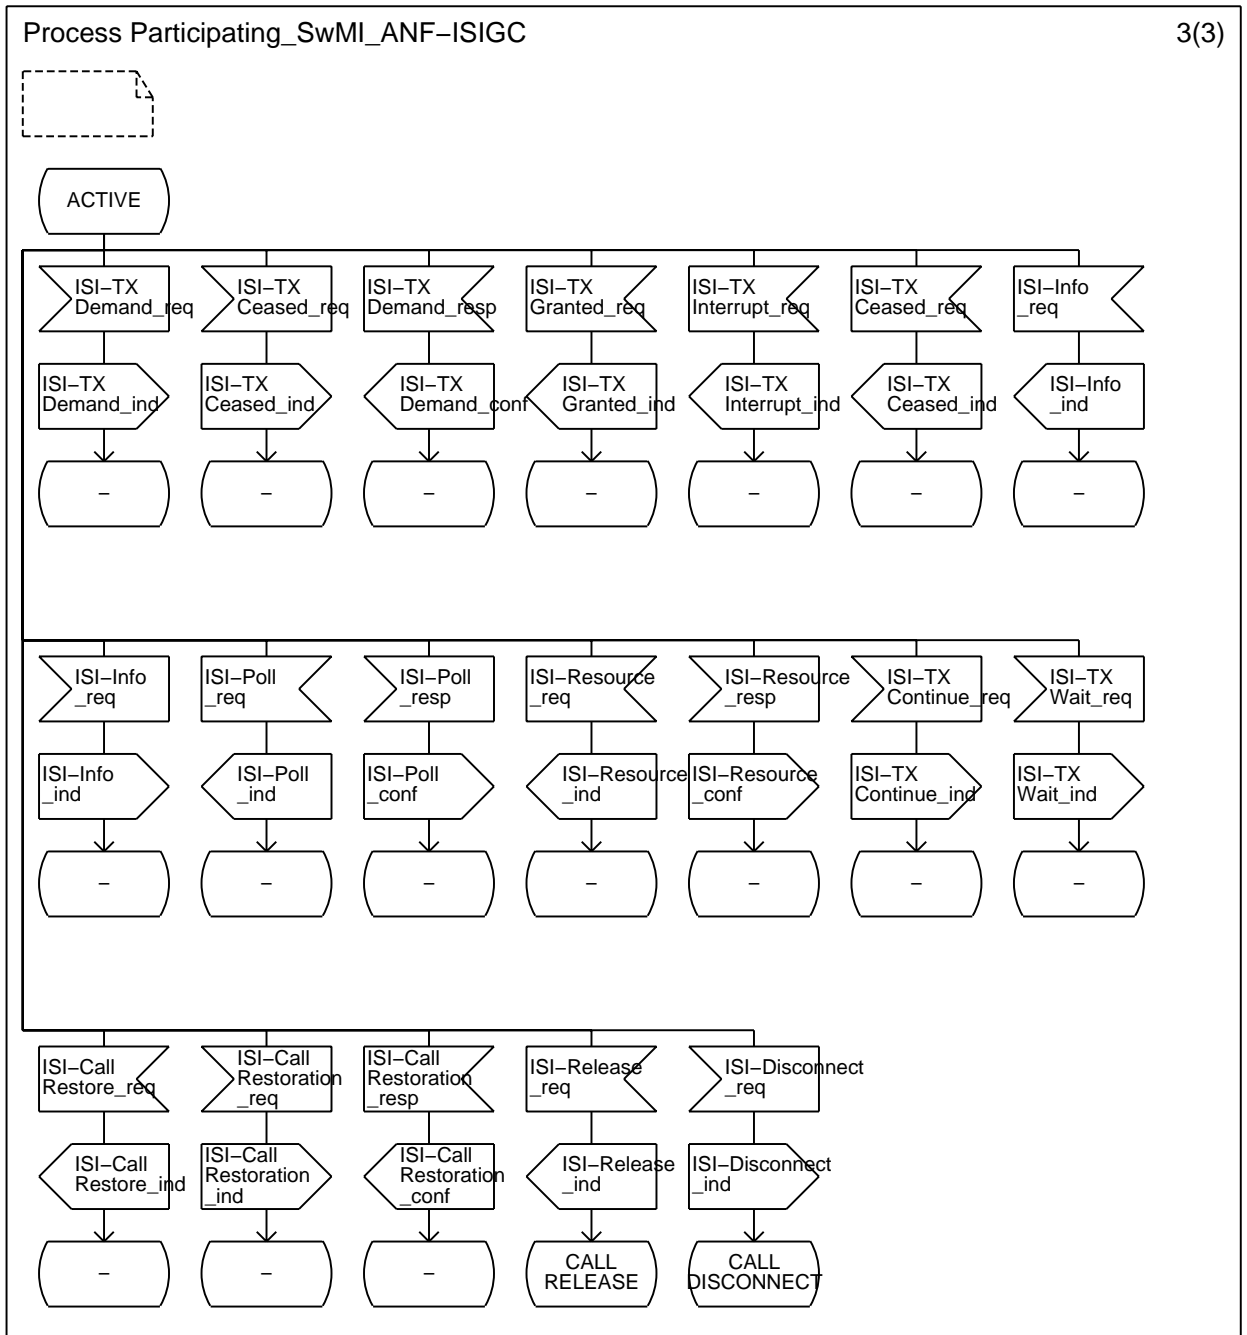 Process Participating_SwMI_ANF−ISIGC
3(3)
ACTIVE
ISI−TX
Demand_req
ISI−TX
Ceased_req
ISI−TX
Demand_resp
ISI−TX
Granted_req
ISI−TX
Interrupt_req
ISI−TX
Ceased_req
ISI−Info
_req
ISI−TX
Demand_ind
ISI−TX
Ceased_ind
ISI−TX
Demand_conf
ISI−TX
Granted_ind
ISI−TX
Interrupt_ind
ISI−TX
Ceased_ind
ISI−Info
_ind
−
−
−
−
−
−
−
ISI−Info
_req
ISI−Poll
_req
ISI−Poll
_resp
ISI−Resource
_req
ISI−Resource
_resp
ISI−TX
Continue_req
ISI−TX
Wait_req
ISI−Info
_ind
ISI−Poll
_ind
ISI−Poll
_conf
ISI−Resource
_ind
ISI−Resource
_conf
ISI−TX
Continue_ind
ISI−TX
Wait_ind
−
−
−
−
−
−
−
ISI−Call
Restore_req
ISI−Call
Restoration
_req
ISI−Call
Restoration
_resp
ISI−Release
_req
ISI−Disconnect
_req
ISI−Call
Restore_ind
ISI−Call
Restoration
_ind
ISI−Call
Restoration
_conf
ISI−Release
_ind
ISI−Disconnect
_ind
−
−
−
CALL
RELEASE
CALL
DISCONNECT